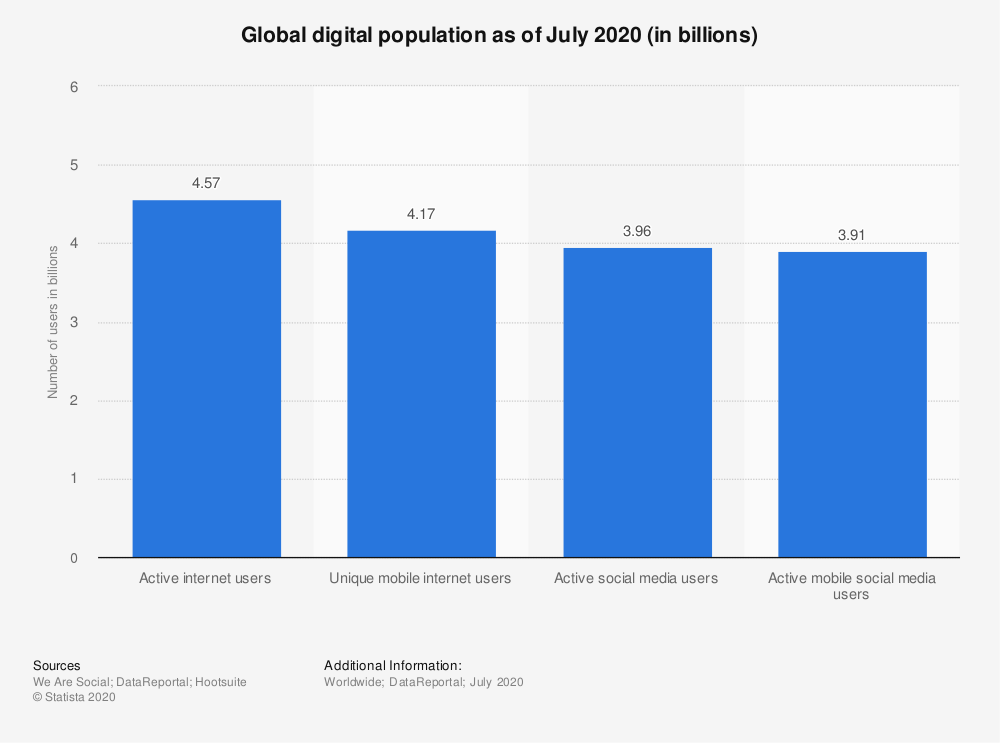 Global digital population as of July 2020 (in billions)
Number of users in billions
6
5
4
3
2
1
0
4.57
4.17
3.96
3.91
Active internet users
Unique mobile internet users
Active social media users
Active mobile social media
users
Sources
We Are Social; DataReportal; Hootsuite
© Statista 2020
Additional Information:
Worldwide; DataReportal; July 2020